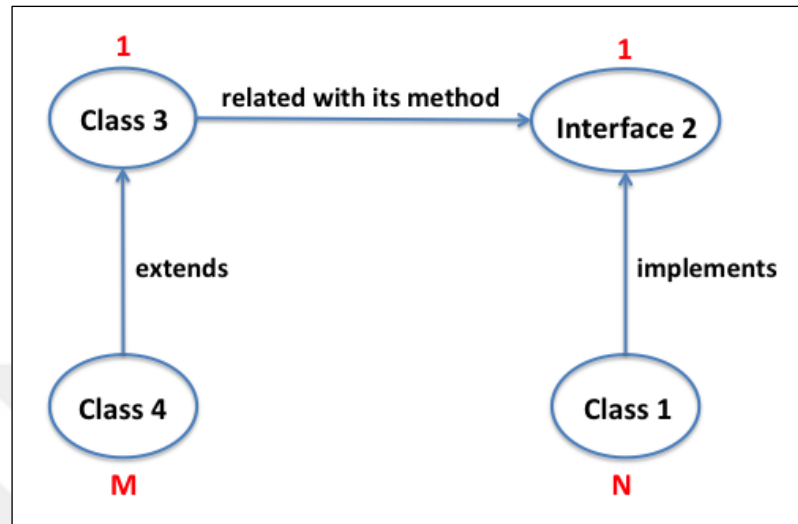 1
1
Class 3
related with its method
Interface 2
extends
implements
Class 4
Class 1
M
N